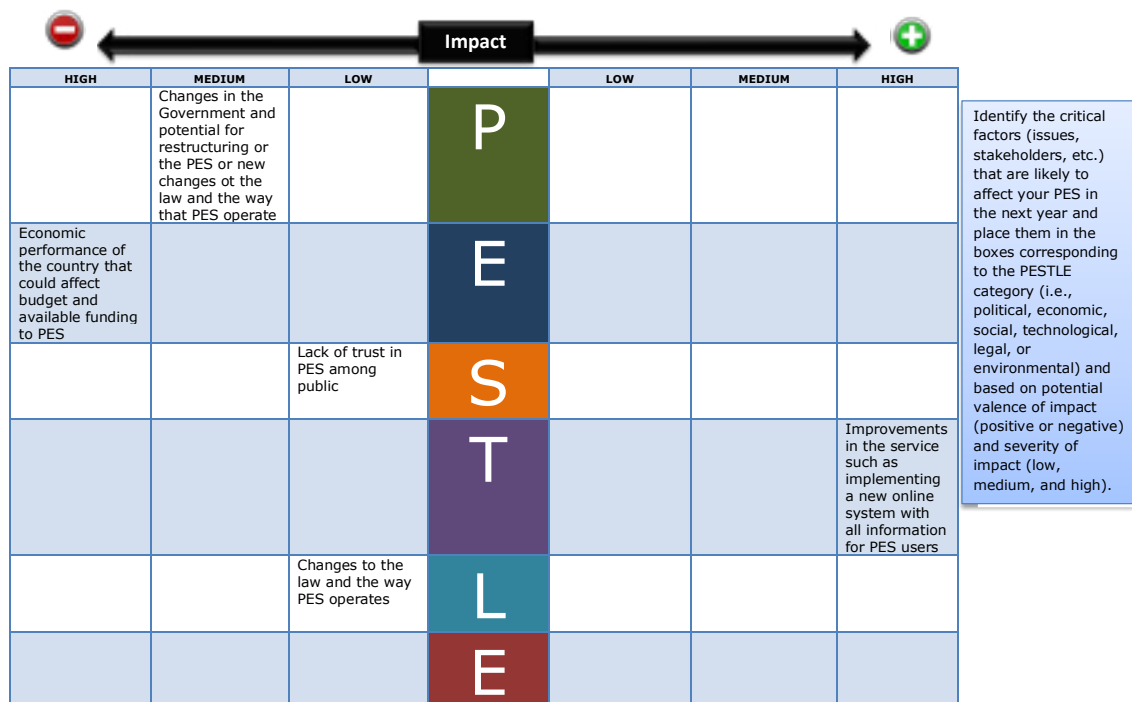 Impact
HIGH MEDIUM LOW LOW MEDIUM HIGH
Changes in the
Government and
potential for
restructuring or
the PES or new
changes ot the
law and the way
that PES operate
P
Economic
performance of
the country that
could affect
budget and
available funding
to PES
E
Lack of trust in
PES among
public
S
T
Improvements
in the service
such as
implementing
a new online
system with
all information
for PES users
Changes to the
law and the way
PES operates
L
E
Identify the critical
factors (issues,
stakeholders, etc.)
that are likely to
affect your PES in
the next year and
place them in the
boxes corresponding
to the PESTLE
category (i.e.,
political, economic,
social, technological,
legal, or
environmental) and
based on potential
valence of impact
(positive or negative)
and severity of
impact (low,
medium, and high).